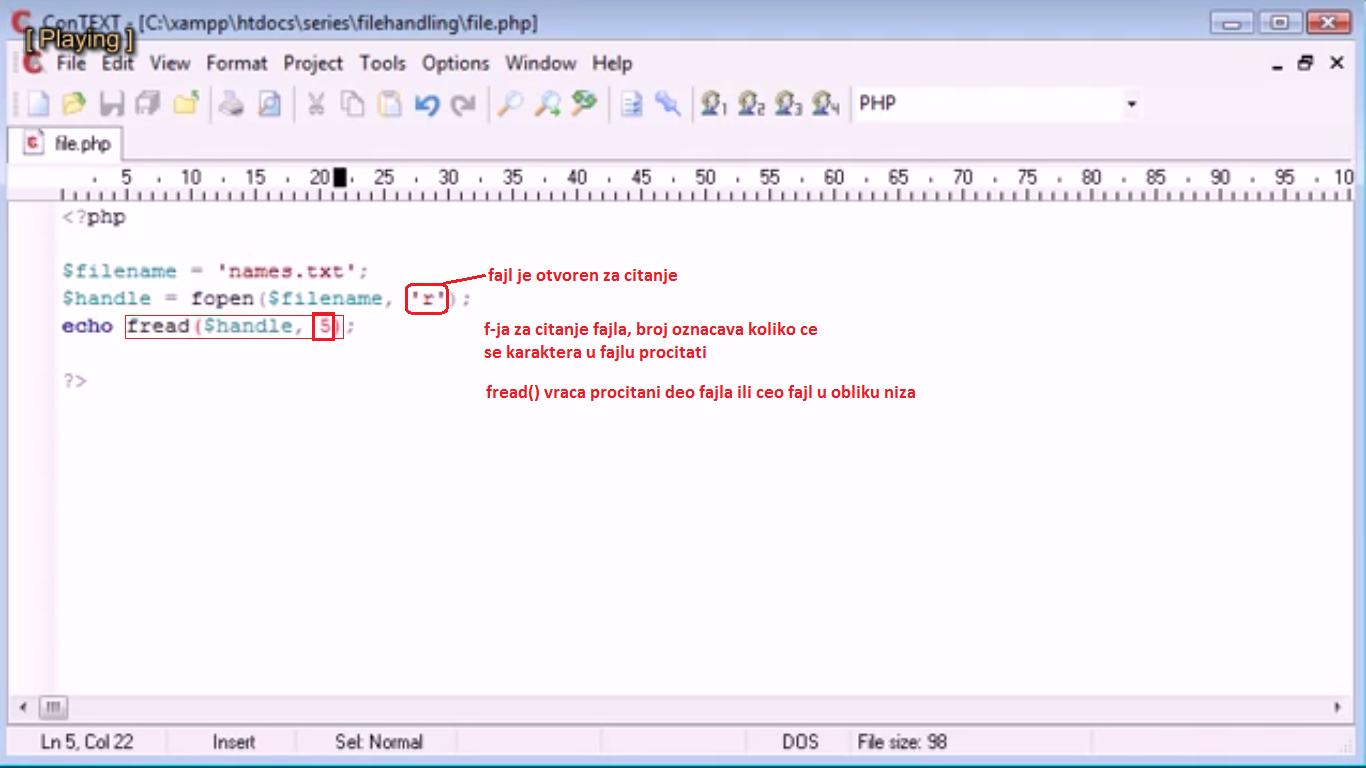 ConTEXT - [C:\xampp\htdocs\series\filehandling\file.php]
[ Playing ]
File Edit View Format Project Tools Options Window Help
1 2 3 4 PHP
file.php
5 10 15 20 25 30 35 40 45 50 55 60 65 70 75 80 85 90 95 10
<?php
$filename = 'names.txt';
fajl je otvoren za citanje
$handle = fopen($filename, 'r');
echo fread($handle, 5);
f-ja za citanje fajla, broj oznacava koliko ce
se karaktera u fajlu procitati
?>
fread() vraca procitani deo fajla ili ceo fajl u obliku niza
Ln 5, Col 22 Insert Sel: Normal DOS File size: 98